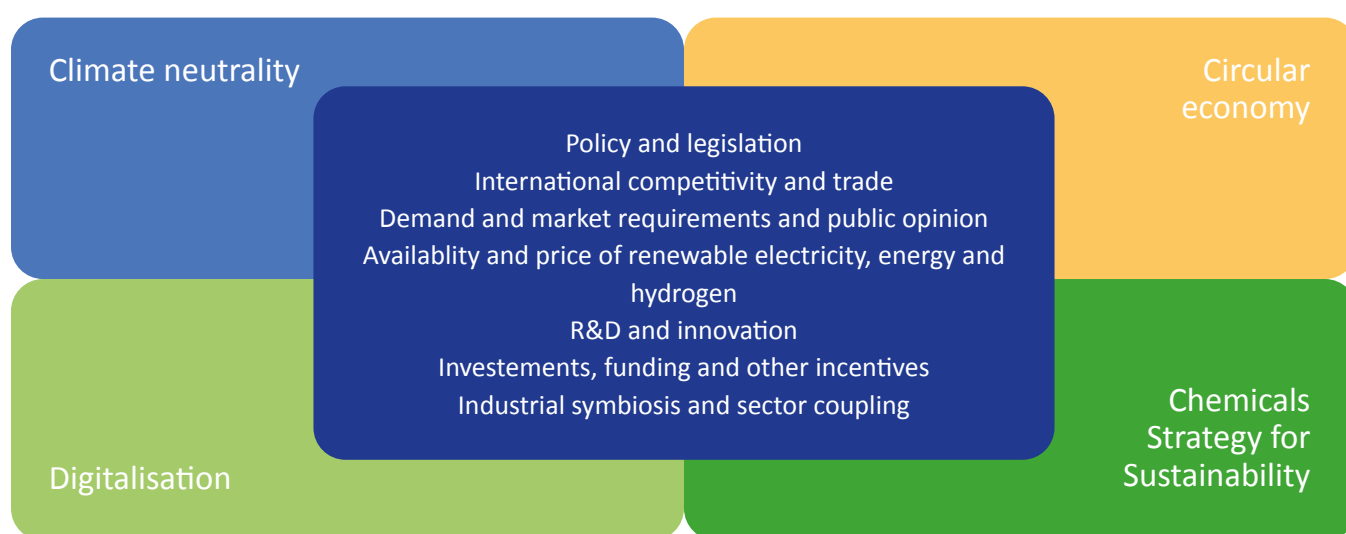 Climate neutrality
Circular
economy
Policy and legislation
International competitivity and trade
Demand and market requirements and public opinion
Availablity and price of renewable electricity, energy and
hydrogen
R&D and innovation
Investements, funding and other incentives
Industrial symbiosis and sector coupling
Digitalisation
Chemicals
Strategy for
Sustainability